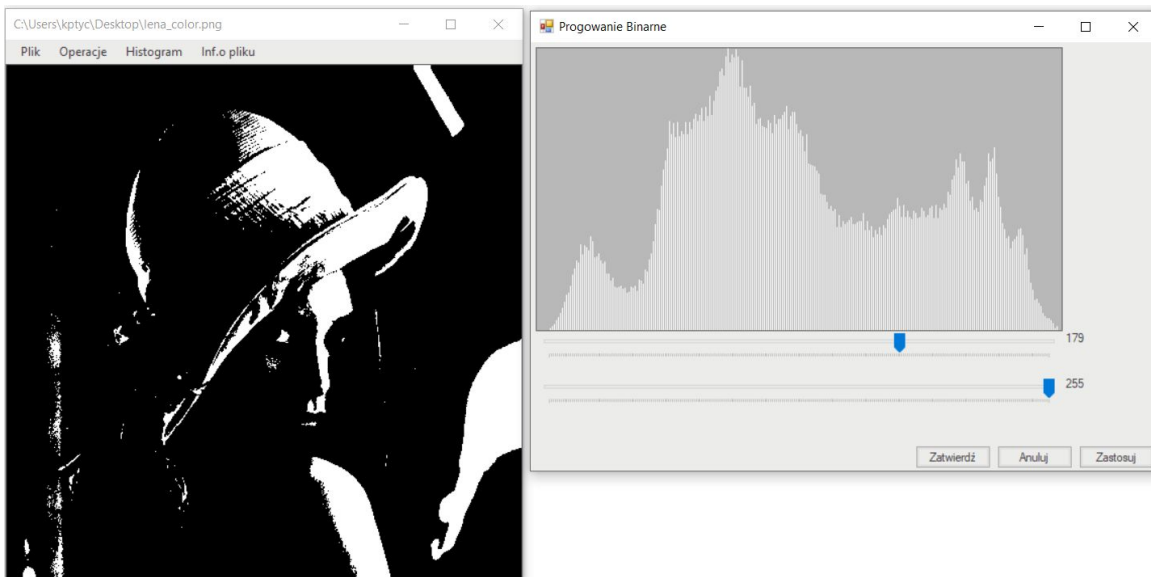 C:\Users\kptyc\Desktop\lena_color.png
Plik Operacje Histogram Inf.o pliku
Progowanie Binarne
179
255
Zatwierdź Anuluj Zastosuj